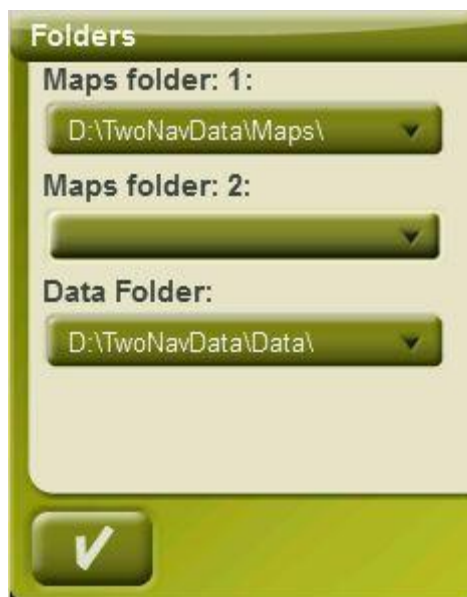 Folders
Maps folder: 1:
D:\TwoNavData\Maps\
Maps folder: 2:
Data Folder:
D:\TwoNavData\Data\